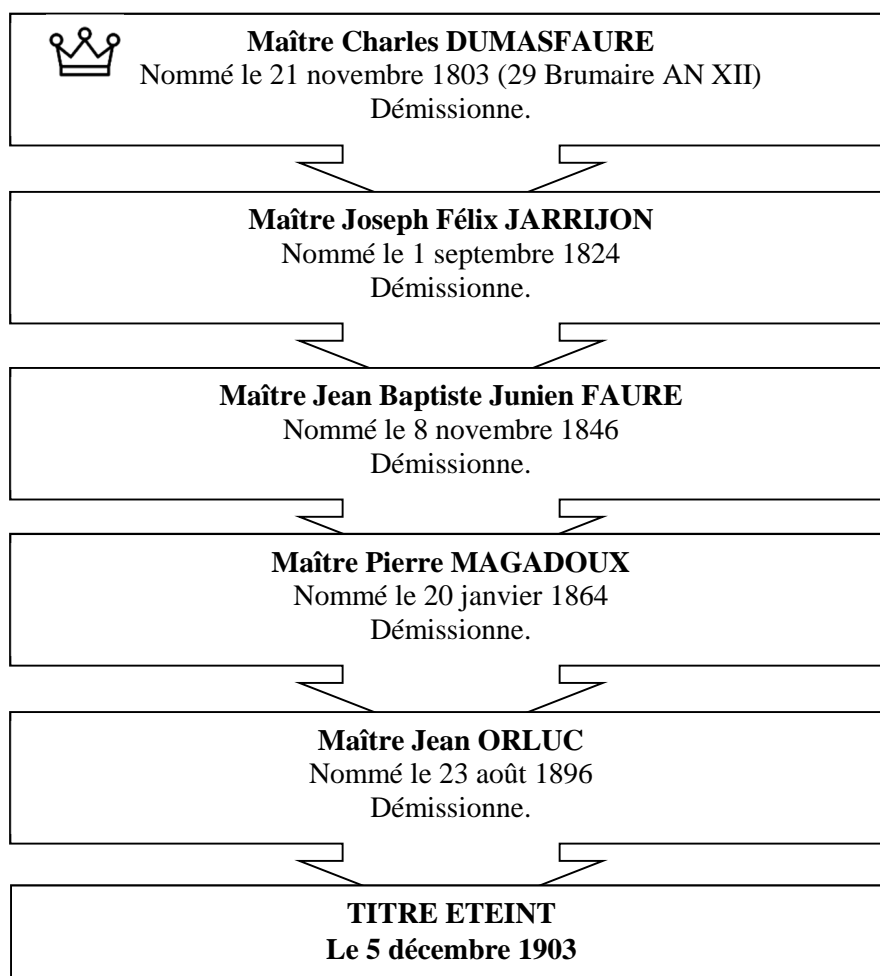 Maître Charles DUMASFAURE
Nommé le 21 novembre 1803 (29 Brumaire AN XII)
Démissionne.
Maître Joseph Félix JARRIJON
Nommé le 1 septembre 1824
Démissionne.
Maître Jean Baptiste Junien FAURE
Nommé le 8 novembre 1846
Démissionne.
Maître Pierre MAGADOUX
Nommé le 20 janvier 1864
Démissionne.
Maître Jean ORLUC
Nommé le 23 août 1896
Démissionne.
TITRE ETEINT
Le 5 décembre 1903